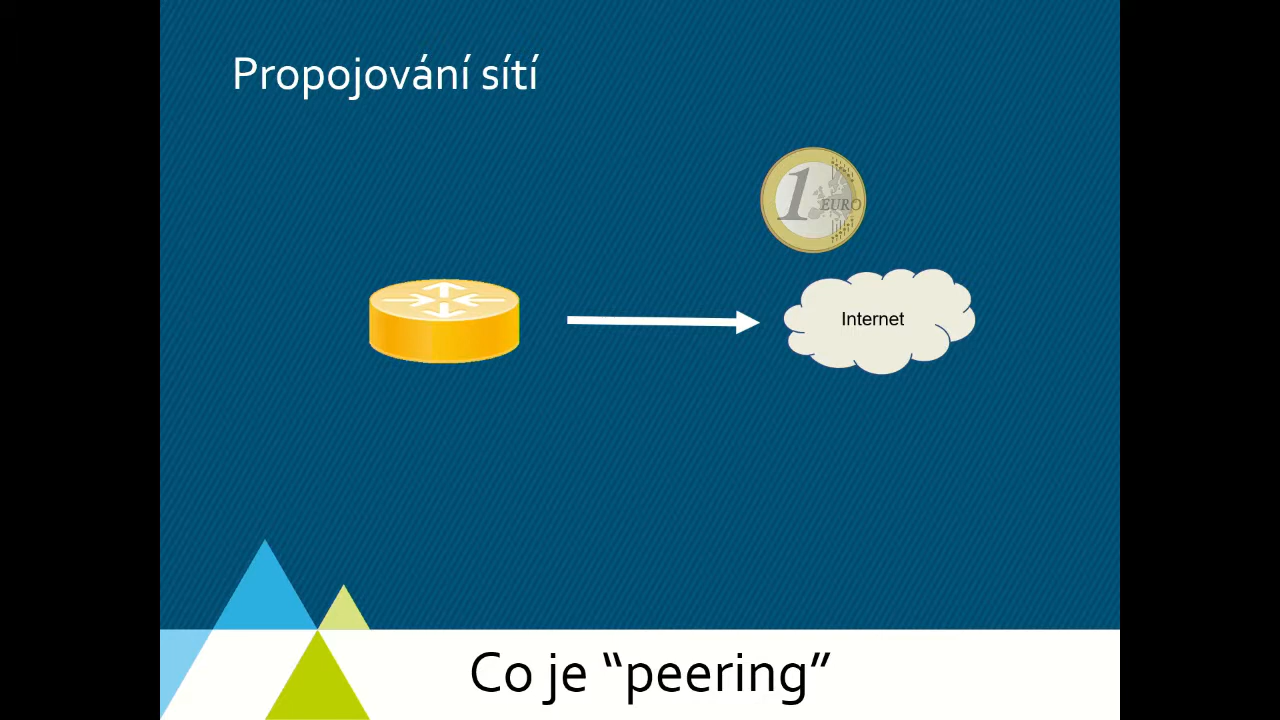 Propojování sítí
1
EURO
Internet
Co je “peering”